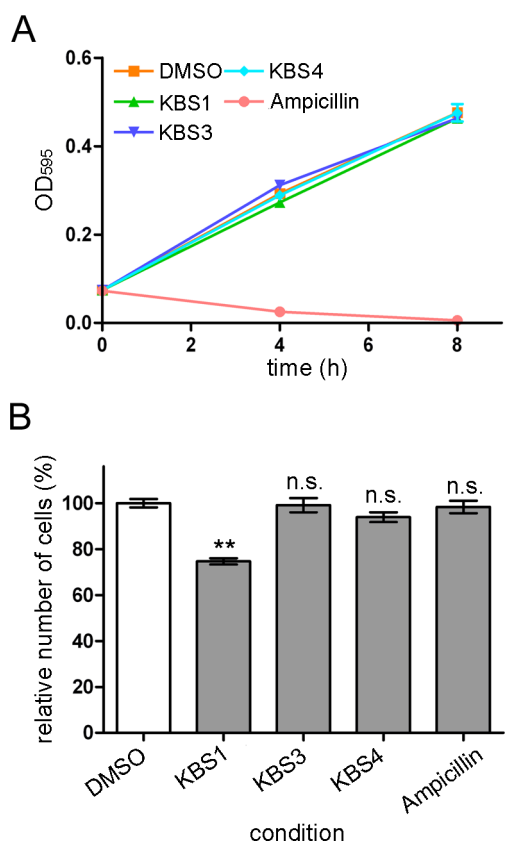 A
0.6
DMSO KBS4
KBS1 Ampicillin
KBS3
0.4
OD595
0.2
0.0
0 2 4 6 8
time (h)
B
relative number of cells (%)
100
80
60
40
20
0
**
n.s.
n.s.
n.s.
DMSO KBS1 KBS3 KBS4 Ampicillin
condition